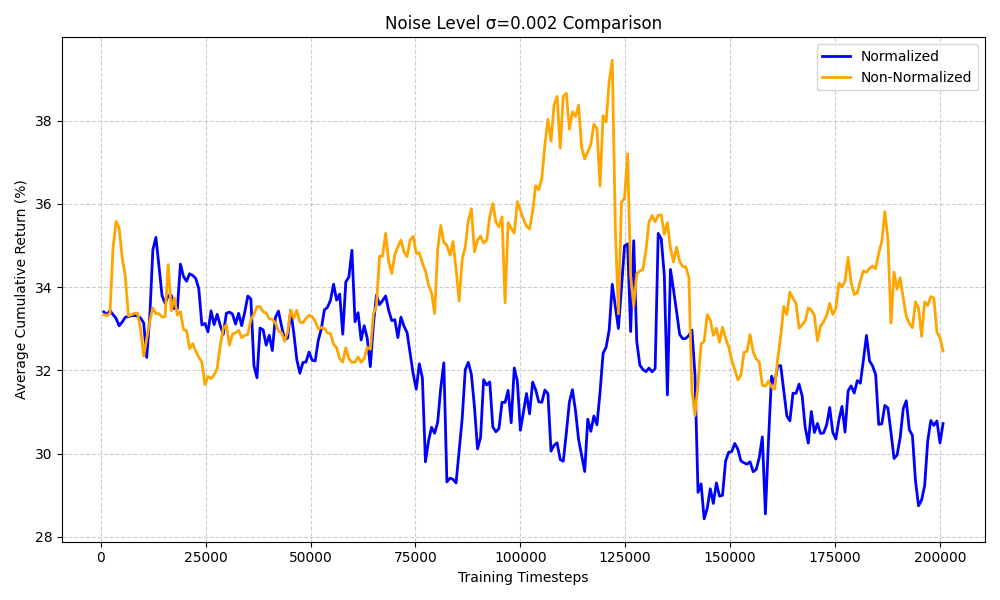 Noise Level σ=0.002 Comparison
Normalized
Non-Normalized
Average Cumulative Return (%)
38
36
34
32
30
28
0 25000 50000 75000 100000 125000 150000 175000 200000
Training Timesteps